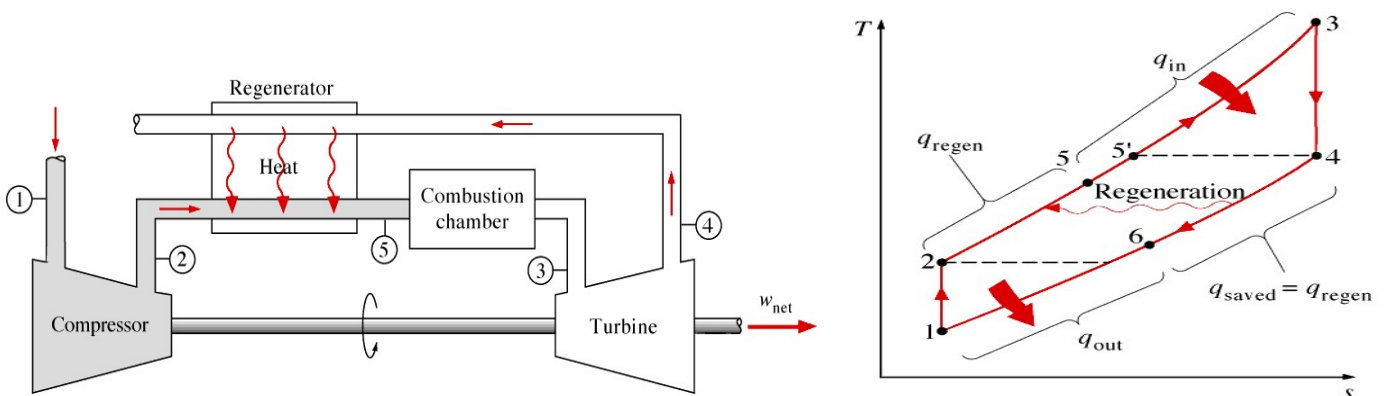 Regenerator
Heat
1
Combustion
chamber
5
4
2
3
Compressor
Turbine
w_net
T
3
q_in
q_regen
5
5'
4
Regeneration
6
2
q_saved = q_regen
1
q_out
s